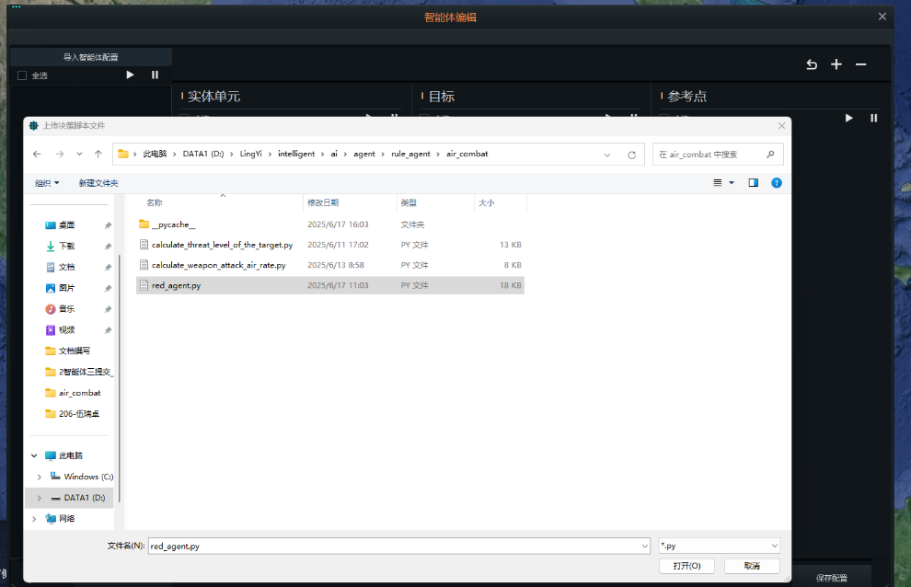 智能体编辑
导入智能体配置
全选
实体单元
目标
参考点
上传决策脚本文件
此电脑 > DATA1 (D:) > LingYi > intelligent > ai > agent > rule_agent > air_combat
在 air_combat 中搜索
组织 新建文件夹
名称 修改日期 类型 大小
__pycache__ 2025/6/17 16:03 文件夹
calculate_threat_level_of_the_target.py 2025/6/11 17:02 PY 文件 13 KB
calculate_weapon_attack_air_rate.py 2025/6/13 8:58 PY 文件 8 KB
red_agent.py 2025/6/17 11:03 PY 文件 18 KB
桌面
下载
文档
图片
音乐
视频
文档撰写
2智能体三提交_
air_combat
206-伍隅点
此电脑
Windows (C:)
DATA1 (D:)
网络
文件名(N): red_agent.py *.py
打开(O) 取消
保存配置